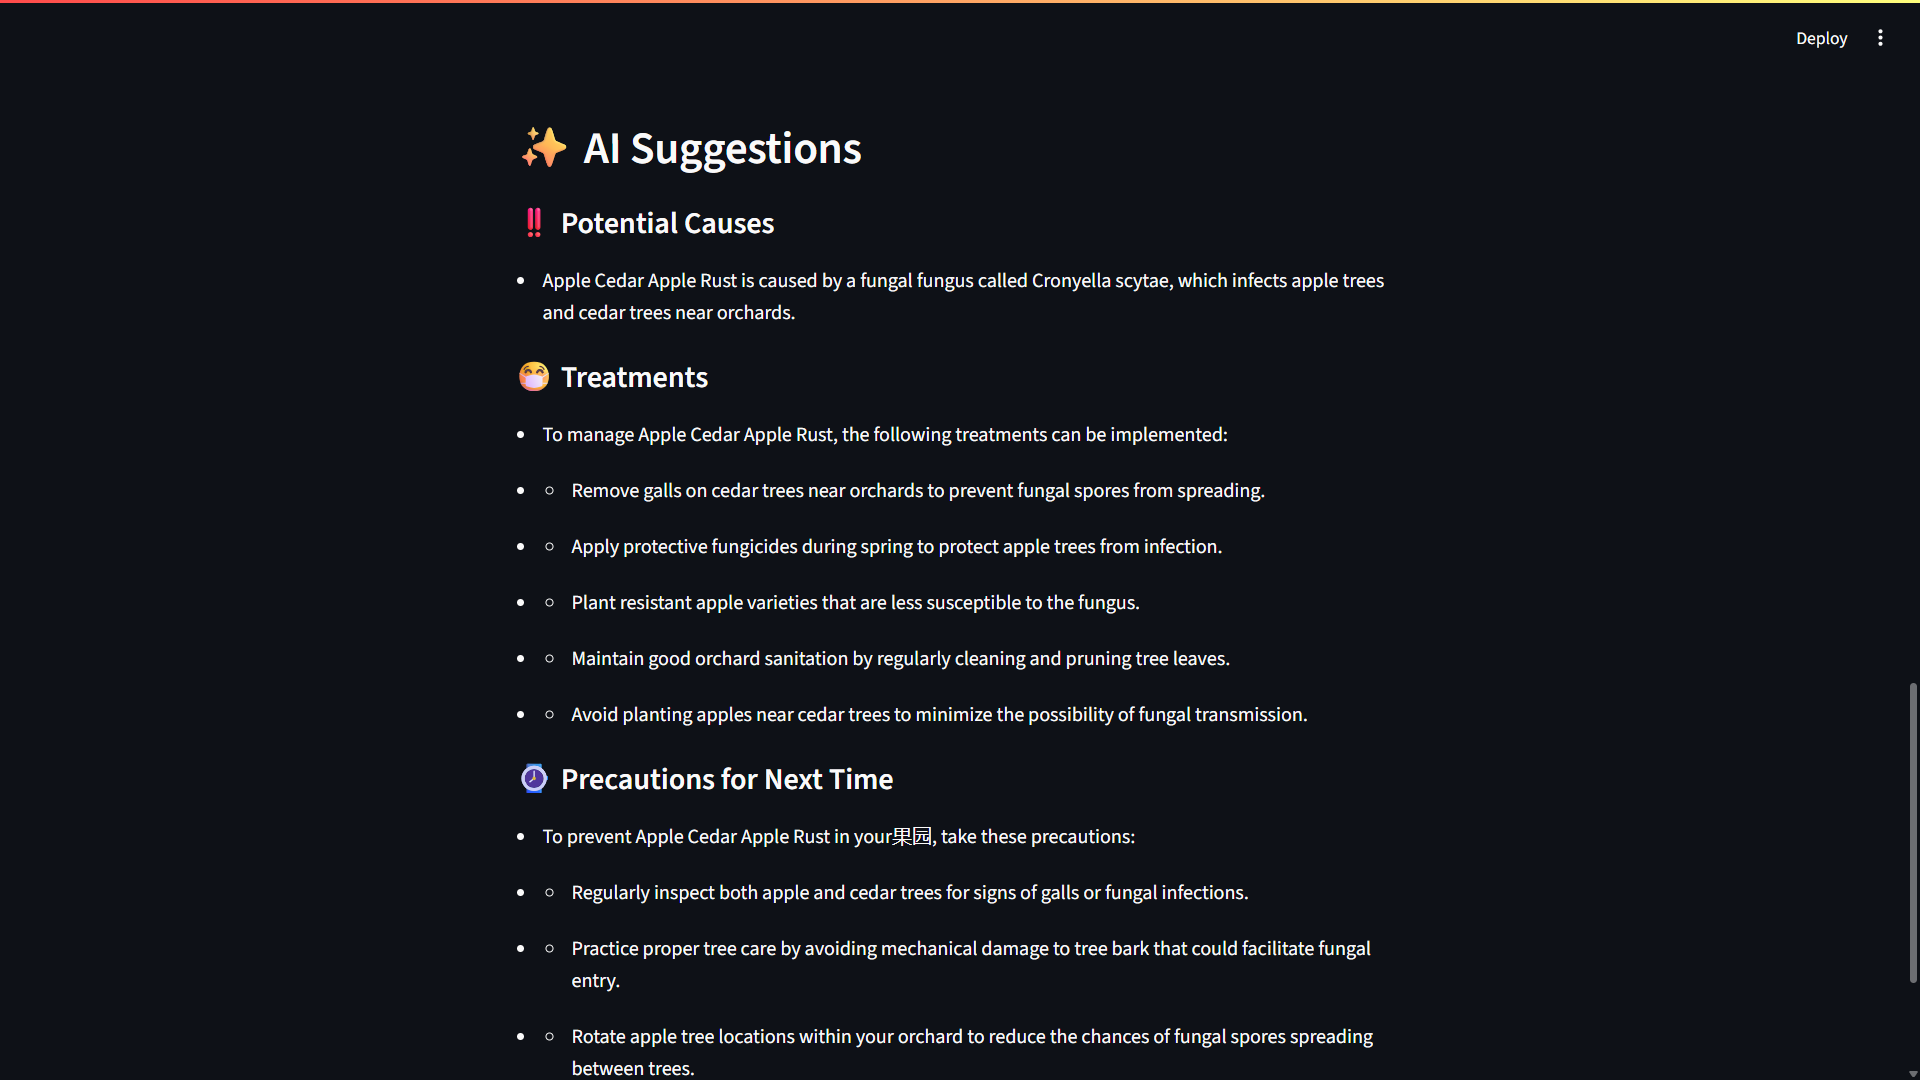 Deploy
AI Suggestions
Potential Causes
Apple Cedar Apple Rust is caused by a fungal fungus called Cronyella scytae, which infects apple trees
and cedar trees near orchards.
Treatments
To manage Apple Cedar Apple Rust, the following treatments can be implemented:
Remove galls on cedar trees near orchards to prevent fungal spores from spreading.
Apply protective fungicides during spring to protect apple trees from infection.
Plant resistant apple varieties that are less susceptible to the fungus.
Maintain good orchard sanitation by regularly cleaning and pruning tree leaves.
Avoid planting apples near cedar trees to minimize the possibility of fungal transmission.
Precautions for Next Time
To prevent Apple Cedar Apple Rust in your果园, take these precautions:
Regularly inspect both apple and cedar trees for signs of galls or fungal infections.
Practice proper tree care by avoiding mechanical damage to tree bark that could facilitate fungal
entry.
Rotate apple tree locations within your orchard to reduce the chances of fungal spores spreading
between trees.